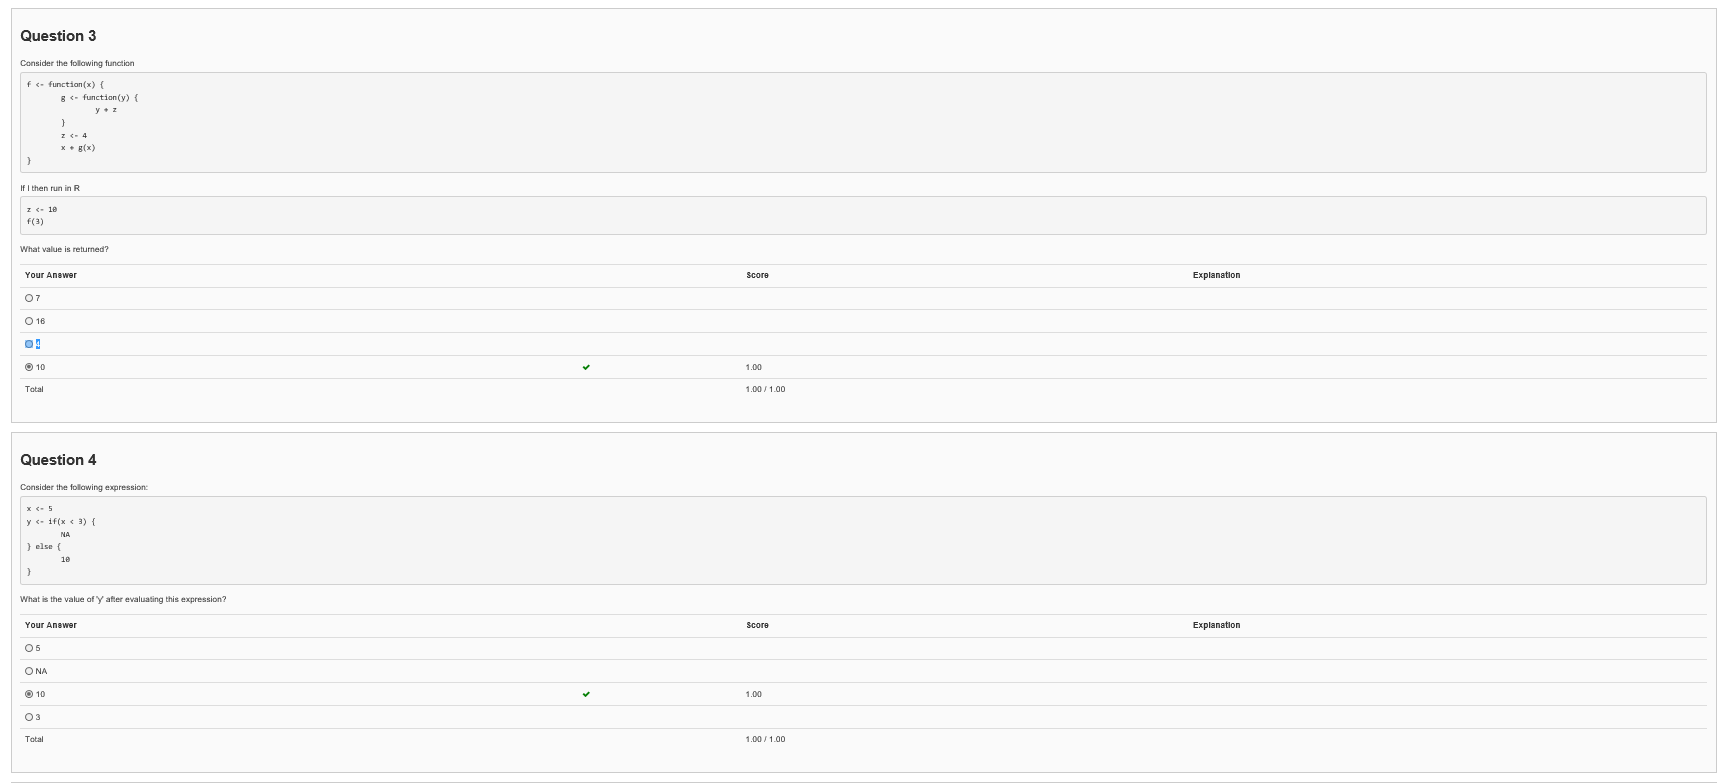 Question 3
Consider the following function
f <- function(x) {
        g <- function(y) {
                y + z
        }
        z <- 4
        x + g(x)
}
If I then run in R
z <- 10
f(3)
What value is returned?
Your Answer Score Explanation
7
16
4
10 1.00
Total 1.00 / 1.00
Question 4
Consider the following expression:
x <- 5
y <- if(x < 3) {
        NA
} else {
        10
}
What is the value of 'y' after evaluating this expression?
Your Answer Score Explanation
5
NA
10 1.00
3
Total 1.00 / 1.00